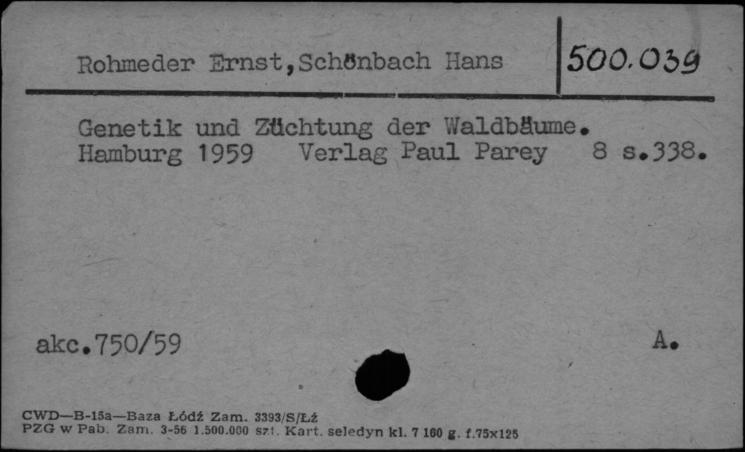 Rohmeder Ernst,Schönbach Hans
500.039
Genetik und Züchtung der Waldbäume.
Hamburg 1959 Verlag Paul Parey 8 s.338.
akc.750/59
A.
CWD—B-15a—Baza Łódź Zam. 3393/S/Łź
PZG w Pab. Zam. 3-56 1.500.000 szt. Kart. seledyn kl. 7 160 g. f.75x125